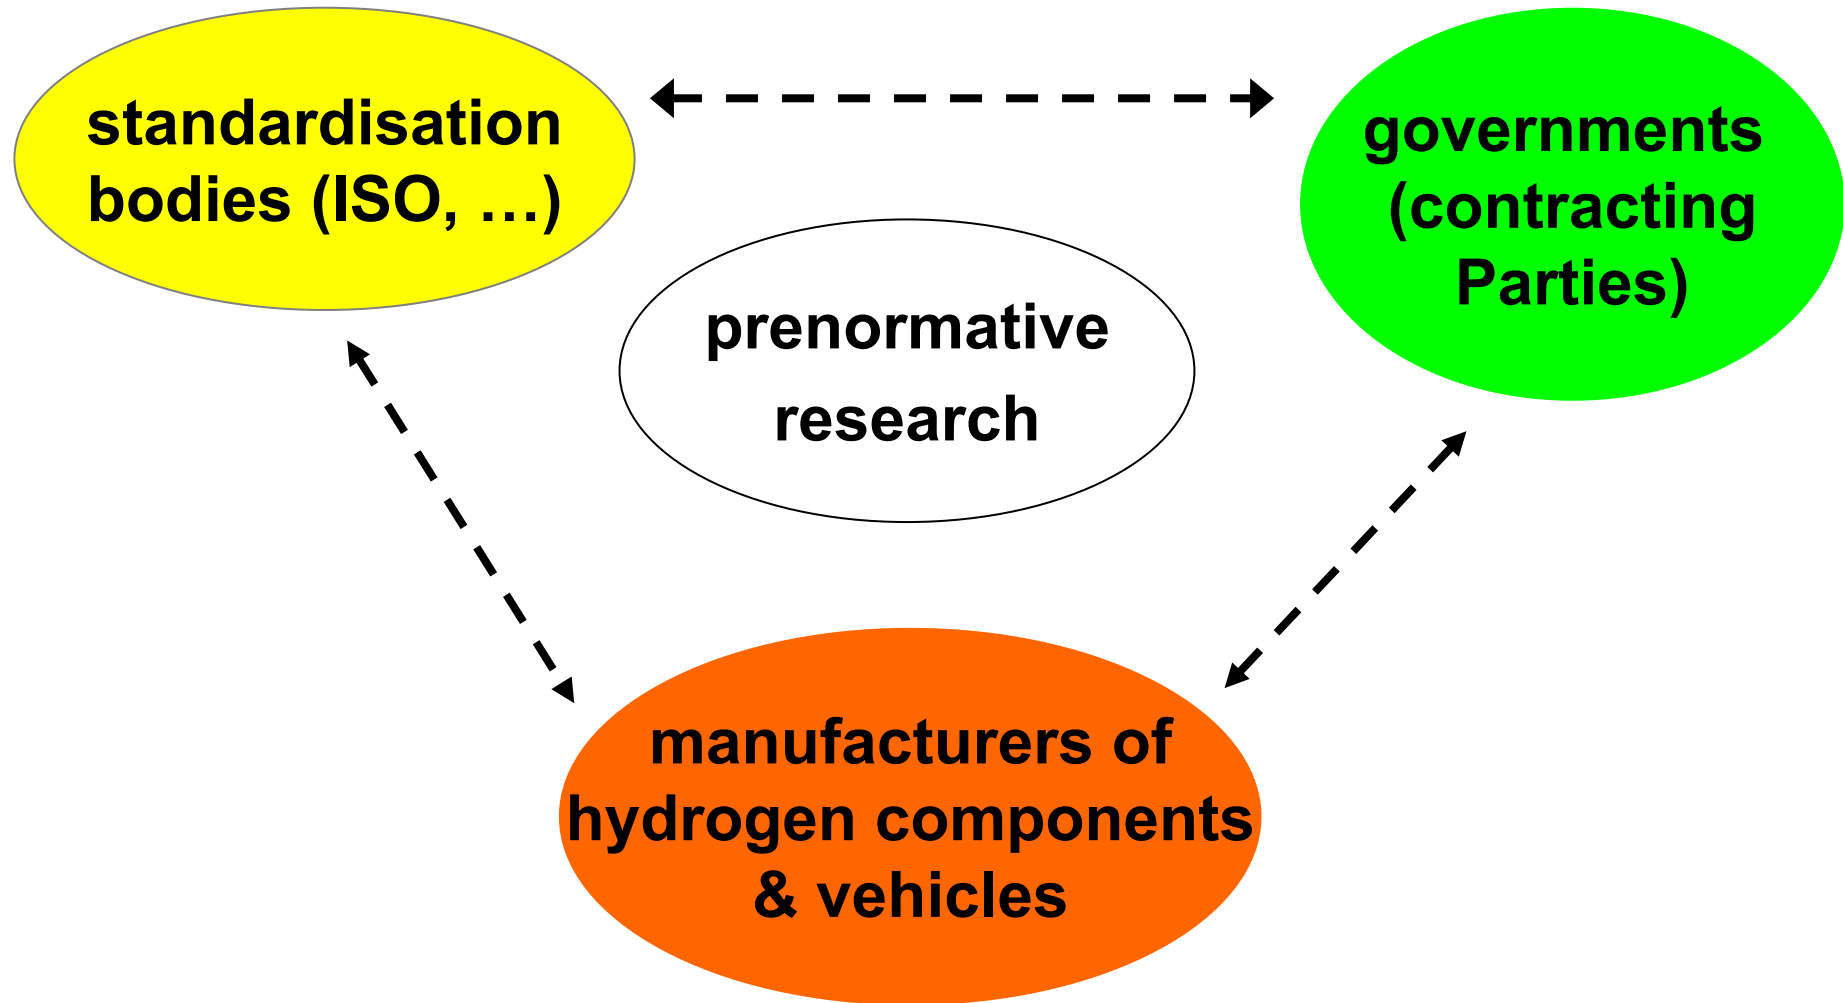 standardisation
bodies (ISO, …)
governments
(contracting
Parties)
prenormative
research
manufacturers of
hydrogen components
& vehicles